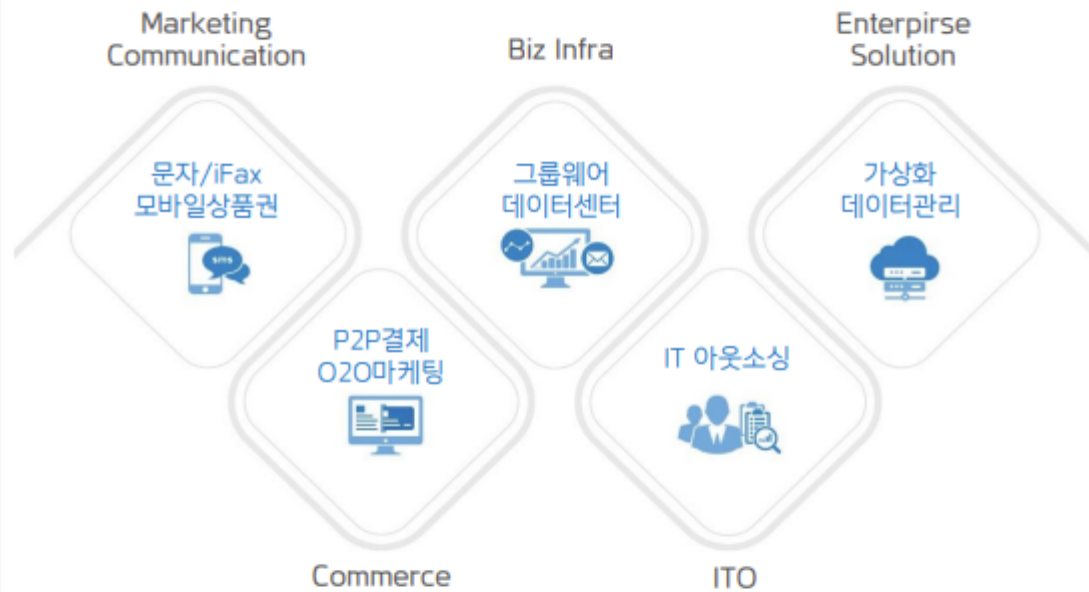 Marketing
Communication
Biz Infra
Enterpirse
Solution
문자/iFax
모바일상품권
sms
그룹웨어
데이터센터
가상화
데이터관리
P2P결제
O2O마케팅
IT 아웃소싱
Commerce
ITO